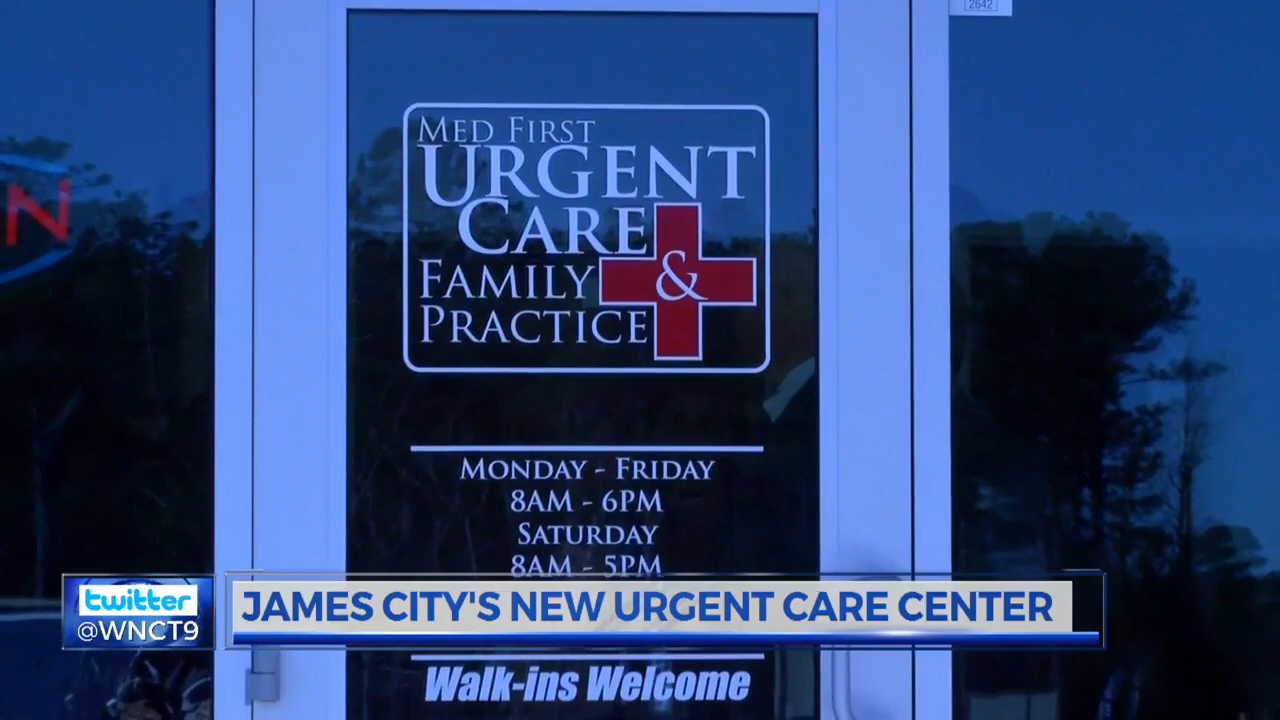 2642
MED FIRST
URGENT
CARE
FAMILY &
PRACTICE
N
MONDAY - FRIDAY
8AM - 6PM
SATURDAY
8AM - 5PM
twitter
@WNCT9
JAMES CITY'S NEW URGENT CARE CENTER
Walk-ins Welcome